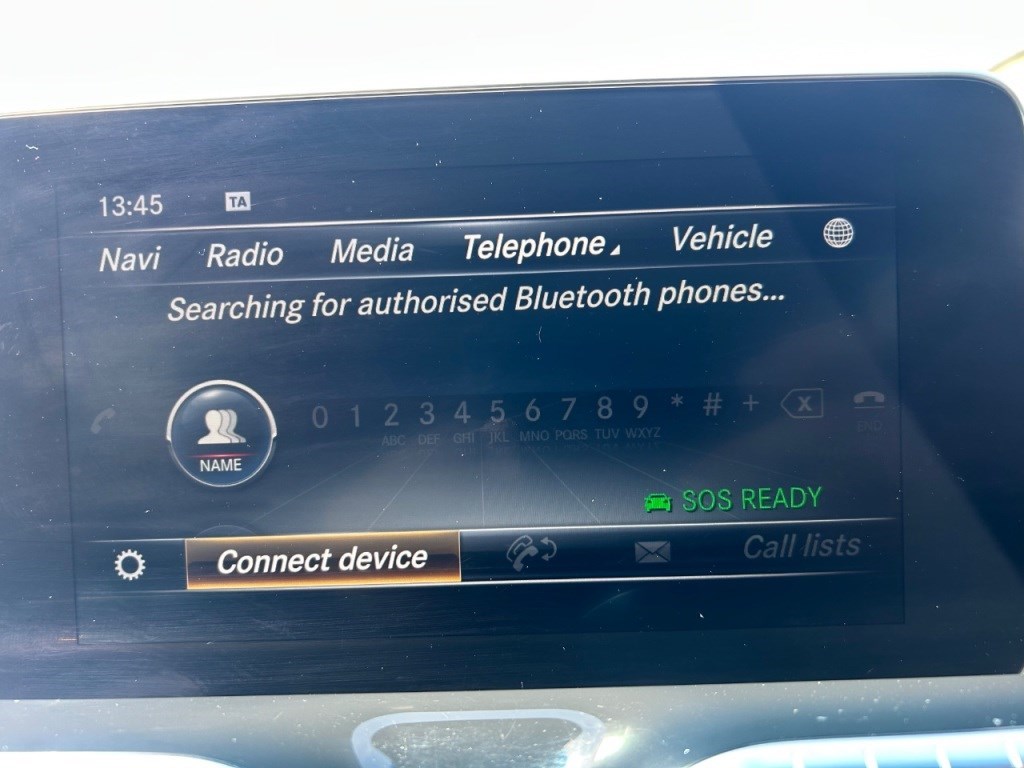 13:45 TA
Navi Radio Media Telephone Vehicle
Searching for authorised Bluetooth phones...
0 1 2 3 4 5 6 7 8 9 * # +
ABC DEF GHI JKL MNO PQRS TUV WXYZ END
NAME
SOS READY
Connect device Call lists